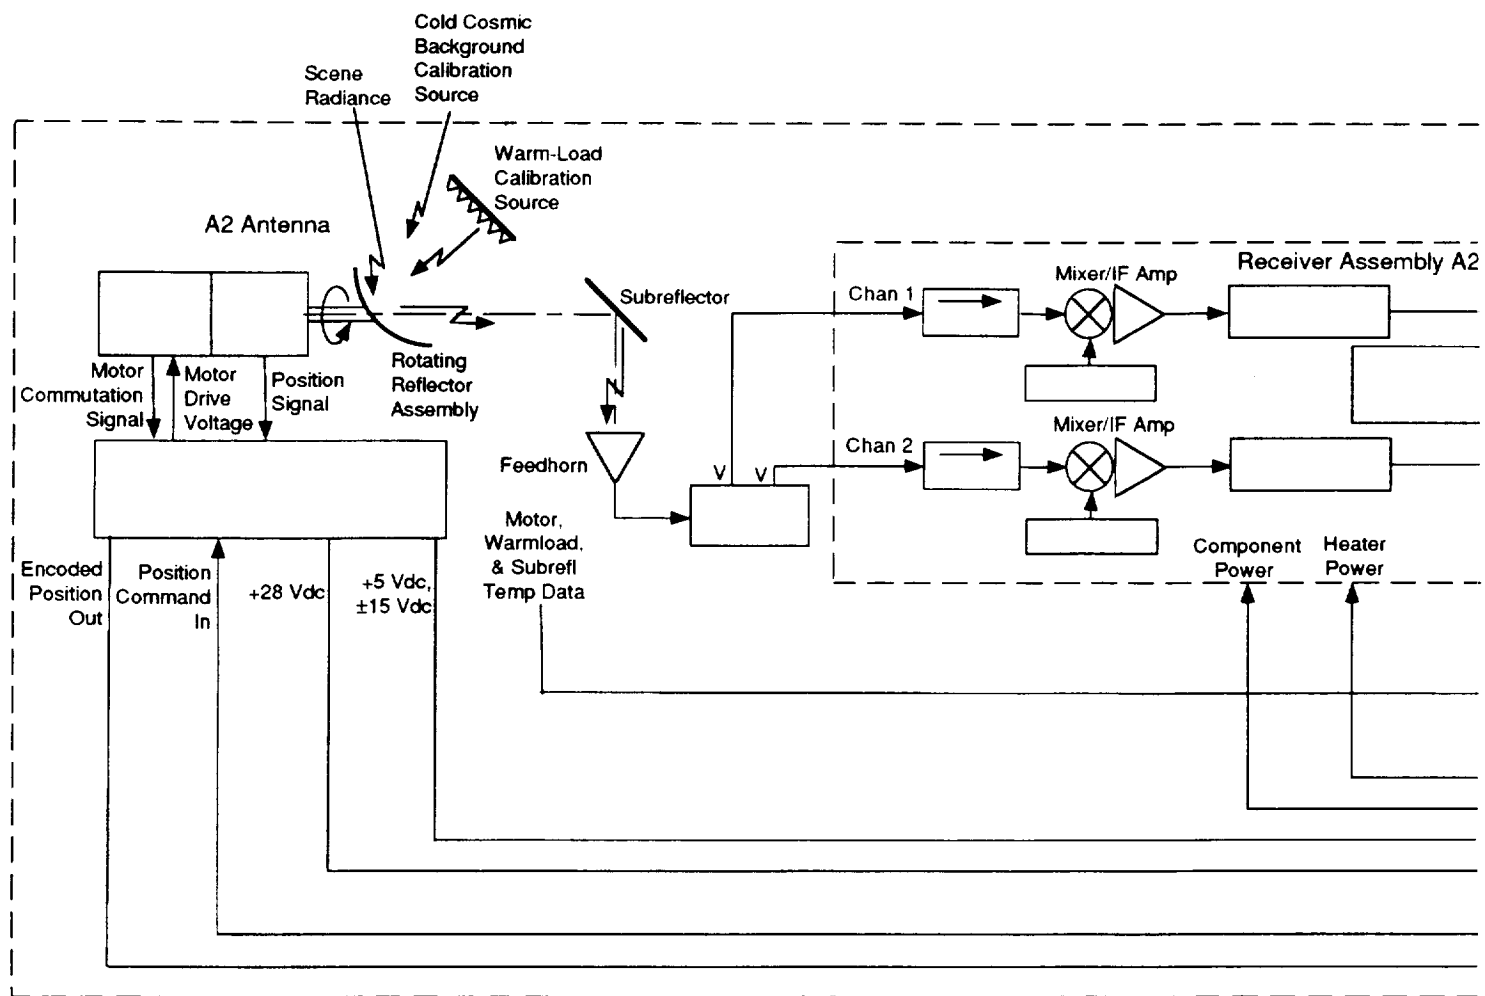 Cold Cosmic
Background
Calibration
Source
Scene
Radiance
Warm-Load
Calibration
Source
A2 Antenna
Subreflector
Rotating
Reflector
Assembly
Motor
Commutation
Signal
Motor
Drive
Voltage
Position
Signal
Feedhorn
V
V
Chan 1
Chan 2
Receiver Assembly A2
Mixer/IF Amp
Mixer/IF Amp
Motor,
Warmload,
& Subrefl
Temp Data
Component
Power
Heater
Power
Encoded
Position
Out
Position
Command
In
+28 Vdc
+5 Vdc,
±15 Vdc